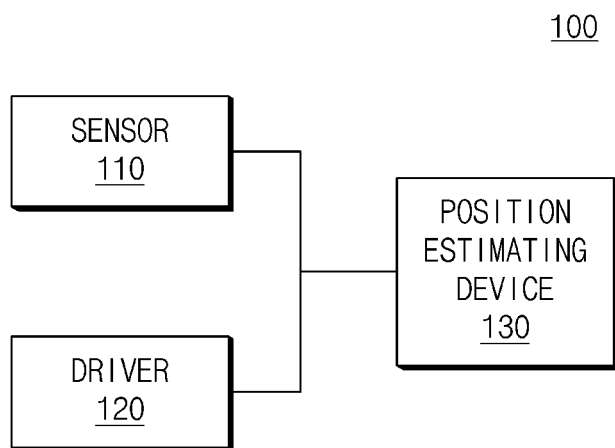 100
SENSOR
110
POSITION
ESTIMATING
DEVICE
130
DRIVER
120